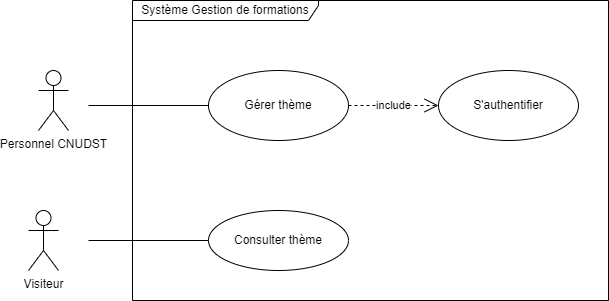 Système Gestion de formations
Gérer thème
include
S'authentifier
Personnel CNUDST
Consulter thème
Visiteur